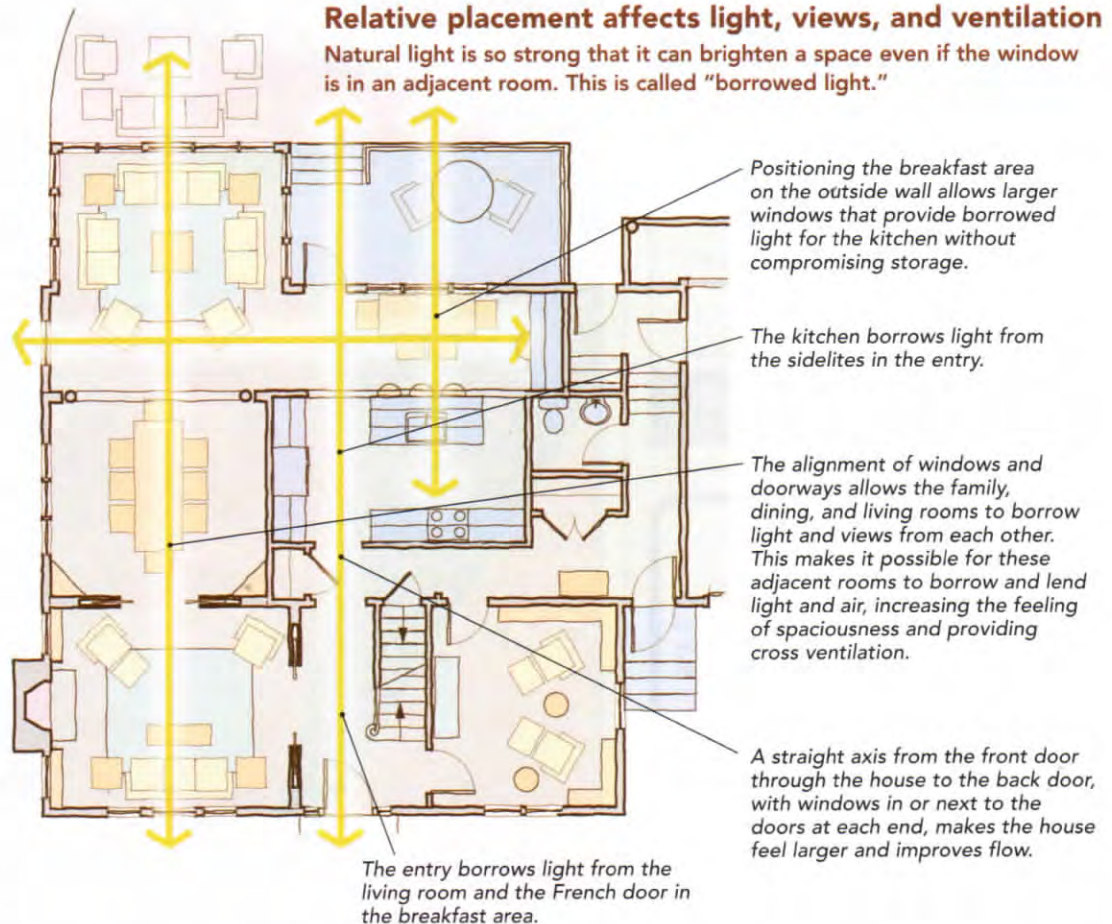 Relative placement affects light, views, and ventilation
Natural light is so strong that it can brighten a space even if the window
is in an adjacent room. This is called "borrowed light."
Positioning the breakfast area
on the outside wall allows larger
windows that provide borrowed
light for the kitchen without
compromising storage.
The kitchen borrows light from
the sidelites in the entry.
The alignment of windows and
doorways allows the family,
dining, and living rooms to borrow
light and views from each other.
This makes it possible for these
adjacent rooms to borrow and lend
light and air, increasing the feeling
of spaciousness and providing
cross ventilation.
A straight axis from the front door
through the house to the back door,
with windows in or next to the
doors at each end, makes the house
feel larger and improves flow.
The entry borrows light from the
living room and the French door in
the breakfast area.